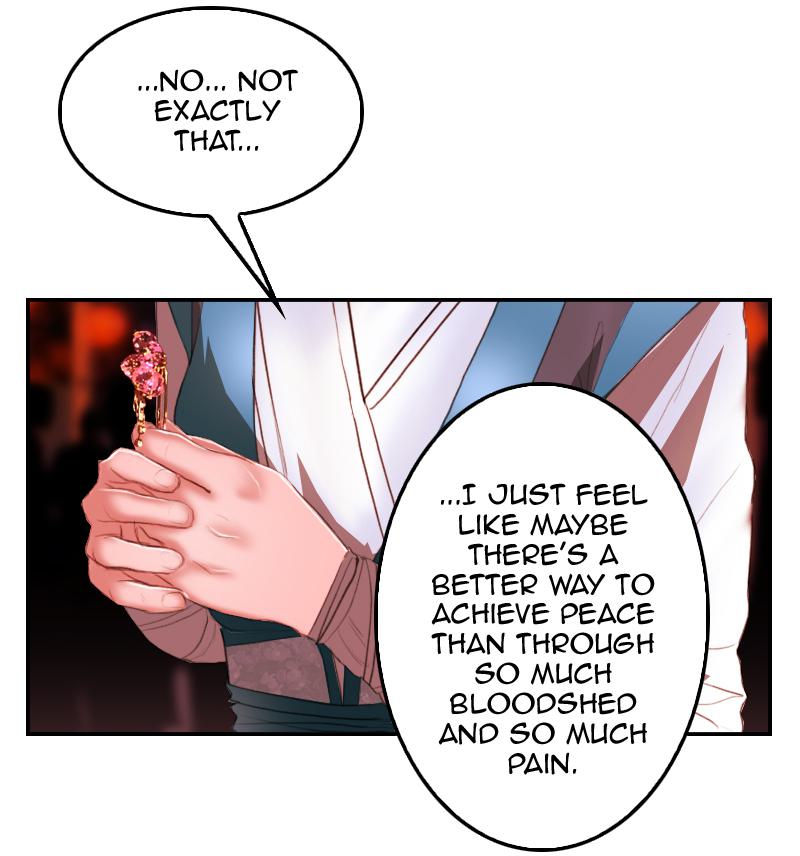 ...NO... NOT
EXACTLY
THAT...
...I JUST FEEL
LIKE MAYBE
THERE'S A
BETTER WAY TO
ACHIEVE PEACE
THAN THROUGH
SO MUCH
BLOODSHED
AND SO MUCH
PAIN.